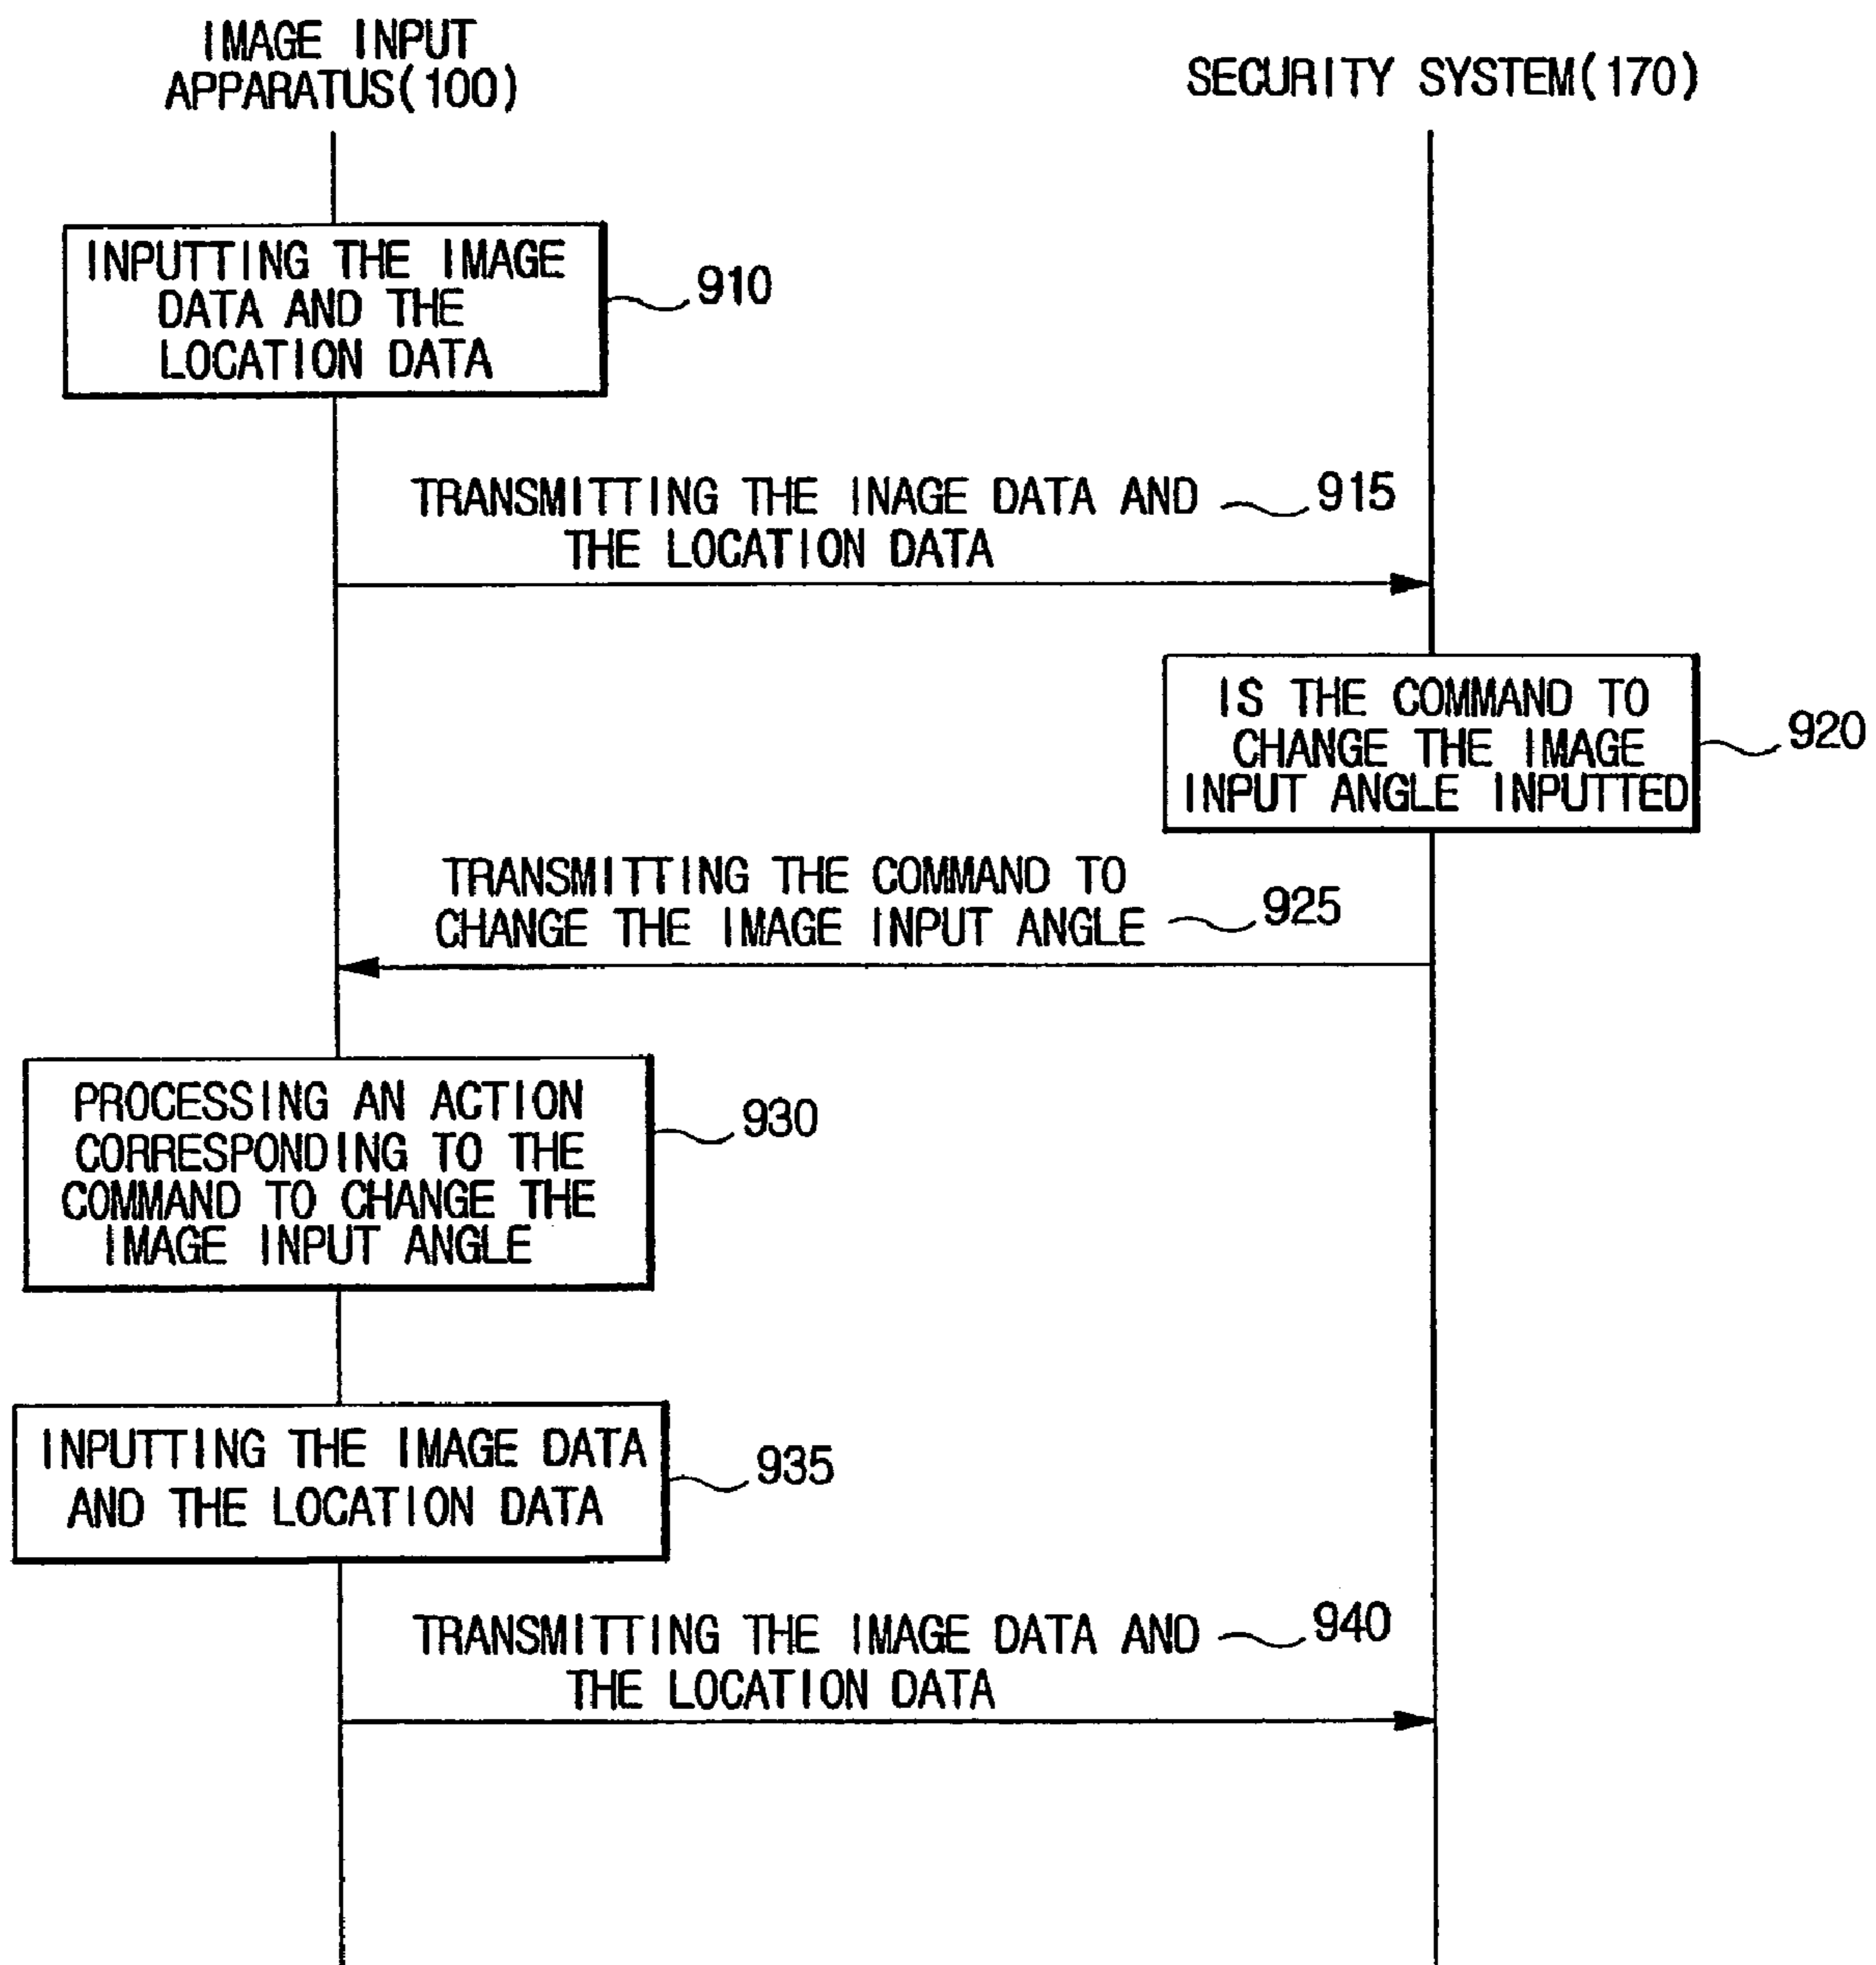 IMAGE INPUT
APPARATUS(100)
SECURITY SYSTEM(170)
INPUTTING THE IMAGE
DATA AND THE
LOCATION DATA
910
TRANSMITTING THE INAGE DATA AND
THE LOCATION DATA
915
IS THE COMMAND TO
CHANGE THE IMAGE
INPUT ANGLE INPUTTED
920
TRANSMITTING THE COMMAND TO
CHANGE THE IMAGE INPUT ANGLE
925
PROCESSING AN ACTION
CORRESPONDING TO THE
COMMAND TO CHANGE THE
IMAGE INPUT ANGLE
930
INPUTTING THE IMAGE DATA
AND THE LOCATION DATA
935
TRANSMITTING THE IMAGE DATA AND
THE LOCATION DATA
940